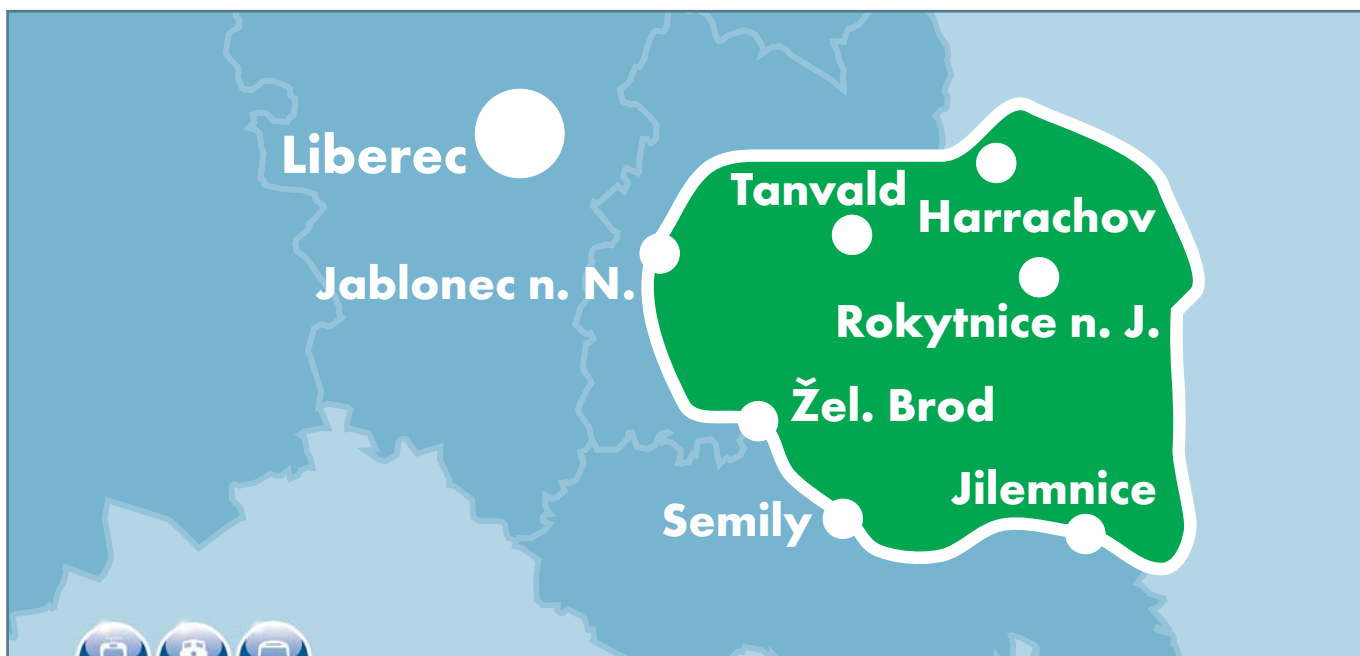 Liberec
Tanvald
Harrachov
Jablonec n. N.
Rokytnice n. J.
Žel. Brod
Jilemnice
Semily